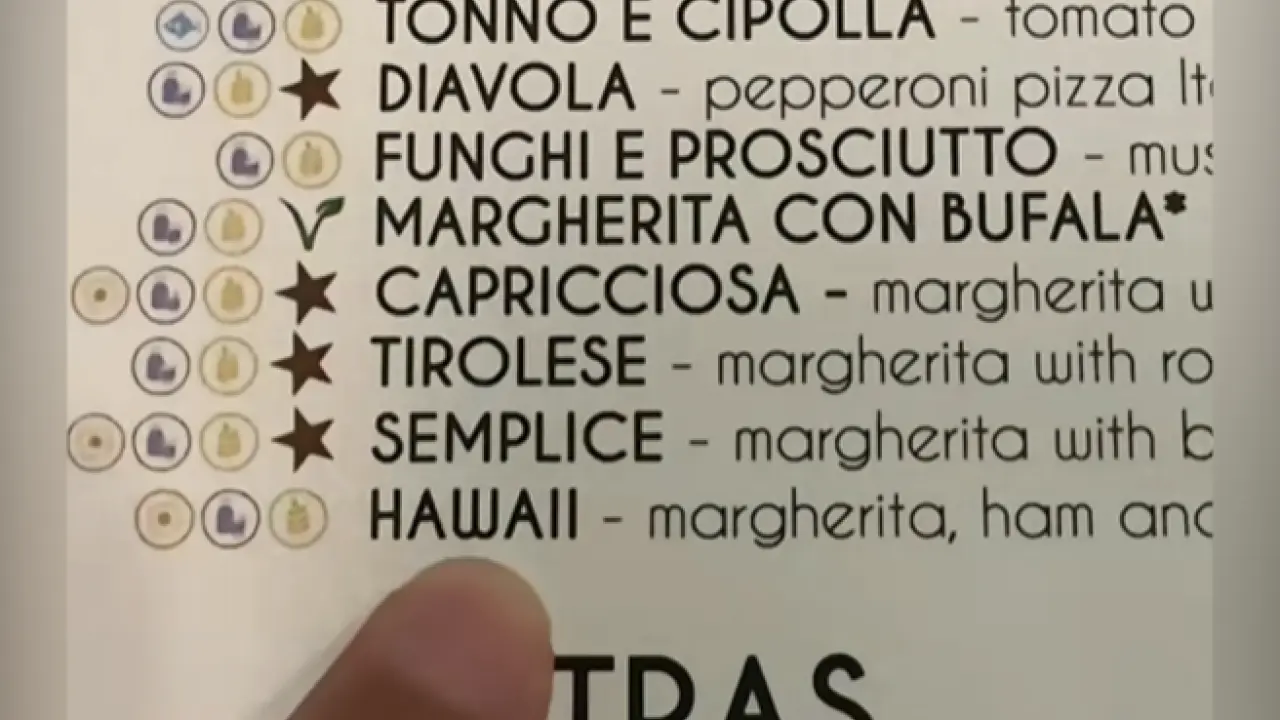 TONNO E CIPOLLA - tomato
DIAVOLA - pepperoni pizza
FUNGHI E PROSCIUTTO -
MARGHERITA CON BUFALA*
CAPRICCIOSA - margherita
TIROLESE - margherita with
SEMPLICE - margherita with
HAWAII - margherita, ham
TRAS